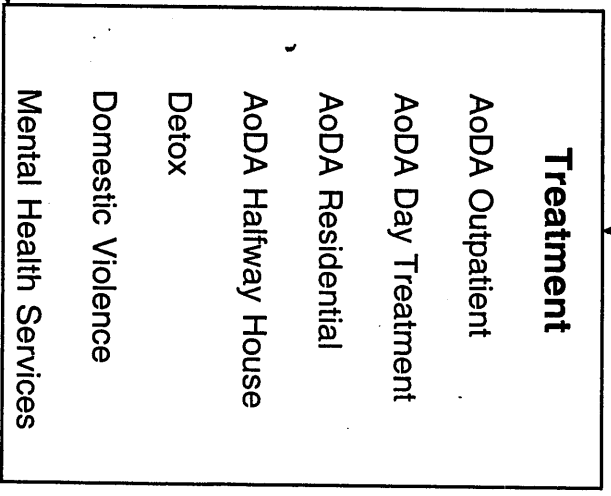 Treatment
AoDA Outpatient
AoDA Day Treatment
AoDA Residential
AoDA Halfway House
Detox
Domestic Violence
Mental Health Services